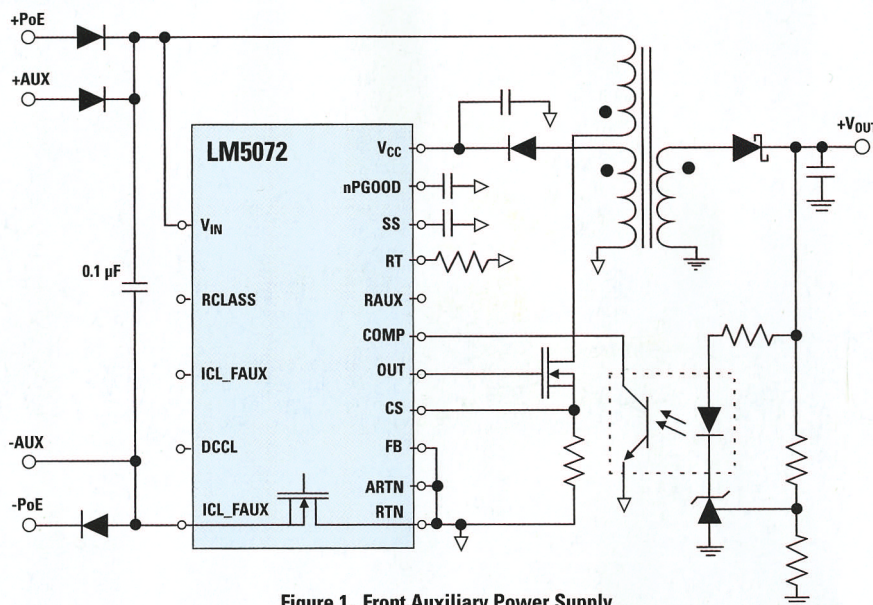 +PoE
+AUX
LM5072
VCC
+VOUT
nPGOOD
VIN
SS
RT
0.1 µF
RCLASS
RAUX
COMP
ICL_FAUX
OUT
CS
-AUX
DCCL
FB
ARTN
-PoE
ICL_FAUX
RTN
Figure 1. Front Auxiliary Power Supply